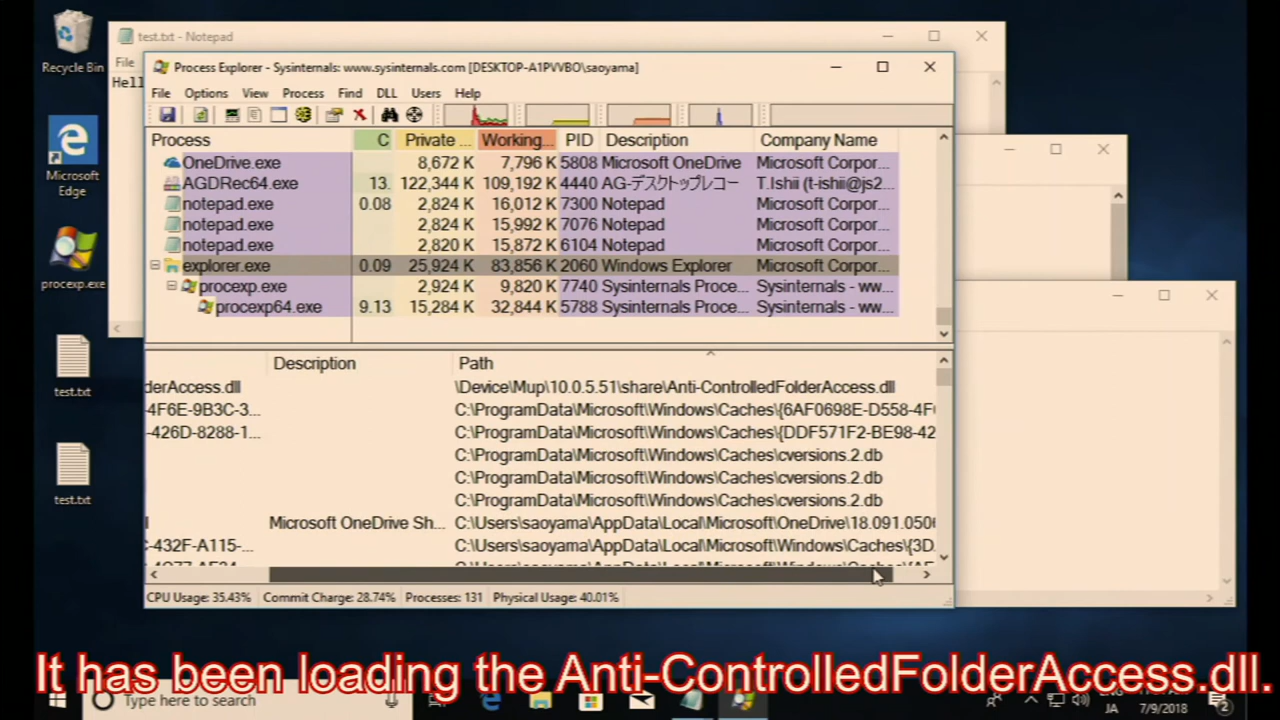 Recycle Bin
Microsoft
Edge
procexp.exe
test.txt
test.txt
test.txt - Notepad
File
Hell
Process Explorer - Sysinternals: www.sysinternals.com [DESKTOP-A1PVVBO\saoyama]
File Options View Process Find DLL Users Help
Process C Private ... Working... PID Description Company Name
OneDrive.exe 8,672 K 7,796 K 5808 Microsoft OneDrive Microsoft Corpor...
AGDRec64.exe 13. 122,344 K 109,192 K 4440 AG-デスクトップレコー T.Ishii (t-ishii@js2...
notepad.exe 0.08 2,824 K 16,012 K 7300 Notepad Microsoft Corpor...
notepad.exe 2,824 K 15,992 K 7076 Notepad Microsoft Corpor...
notepad.exe 2,820 K 15,872 K 6104 Notepad Microsoft Corpor...
explorer.exe 0.09 25,924 K 83,856 K 2060 Windows Explorer Microsoft Corpor...
procexp.exe 2,924 K 9,820 K 7740 Sysinternals Proce... Sysinternals - ww...
procexp64.exe 9.13 15,284 K 32,844 K 5788 Sysinternals Proce... Sysinternals - ww...
Description Path
derAccess.dll \Device\Mup\10.0.5.51\share\Anti-ControlledFolderAccess.dll
-4F6E-9B3C-3... C:\ProgramData\Microsoft\Windows\Caches\{6AF0698E-D558-4F
-426D-8288-1... C:\ProgramData\Microsoft\Windows\Caches\{DDF571F2-BE98-42
C:\ProgramData\Microsoft\Windows\Caches\cversions.2.db
C:\ProgramData\Microsoft\Windows\Caches\cversions.2.db
C:\ProgramData\Microsoft\Windows\Caches\cversions.2.db
l Microsoft OneDrive Sh... C:\Users\saoyama\AppData\Local\Microsoft\OneDrive\18.091.0506
-432F-A115-... C:\Users\saoyama\AppData\Local\Microsoft\Windows\Caches\{3D
CPU Usage: 35.43% Commit Charge: 28.74% Processes: 131 Physical Usage: 40.01%
It has been loading the Anti-ControlledFolderAccess.dll.
Type here to search
JA 7/9/2018 2